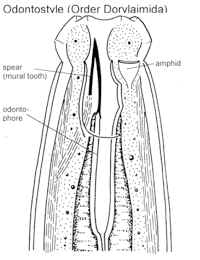 Odontostyle (Order Dorylaimida)
spear
(mural tooth)
amphid
odonto-
phore